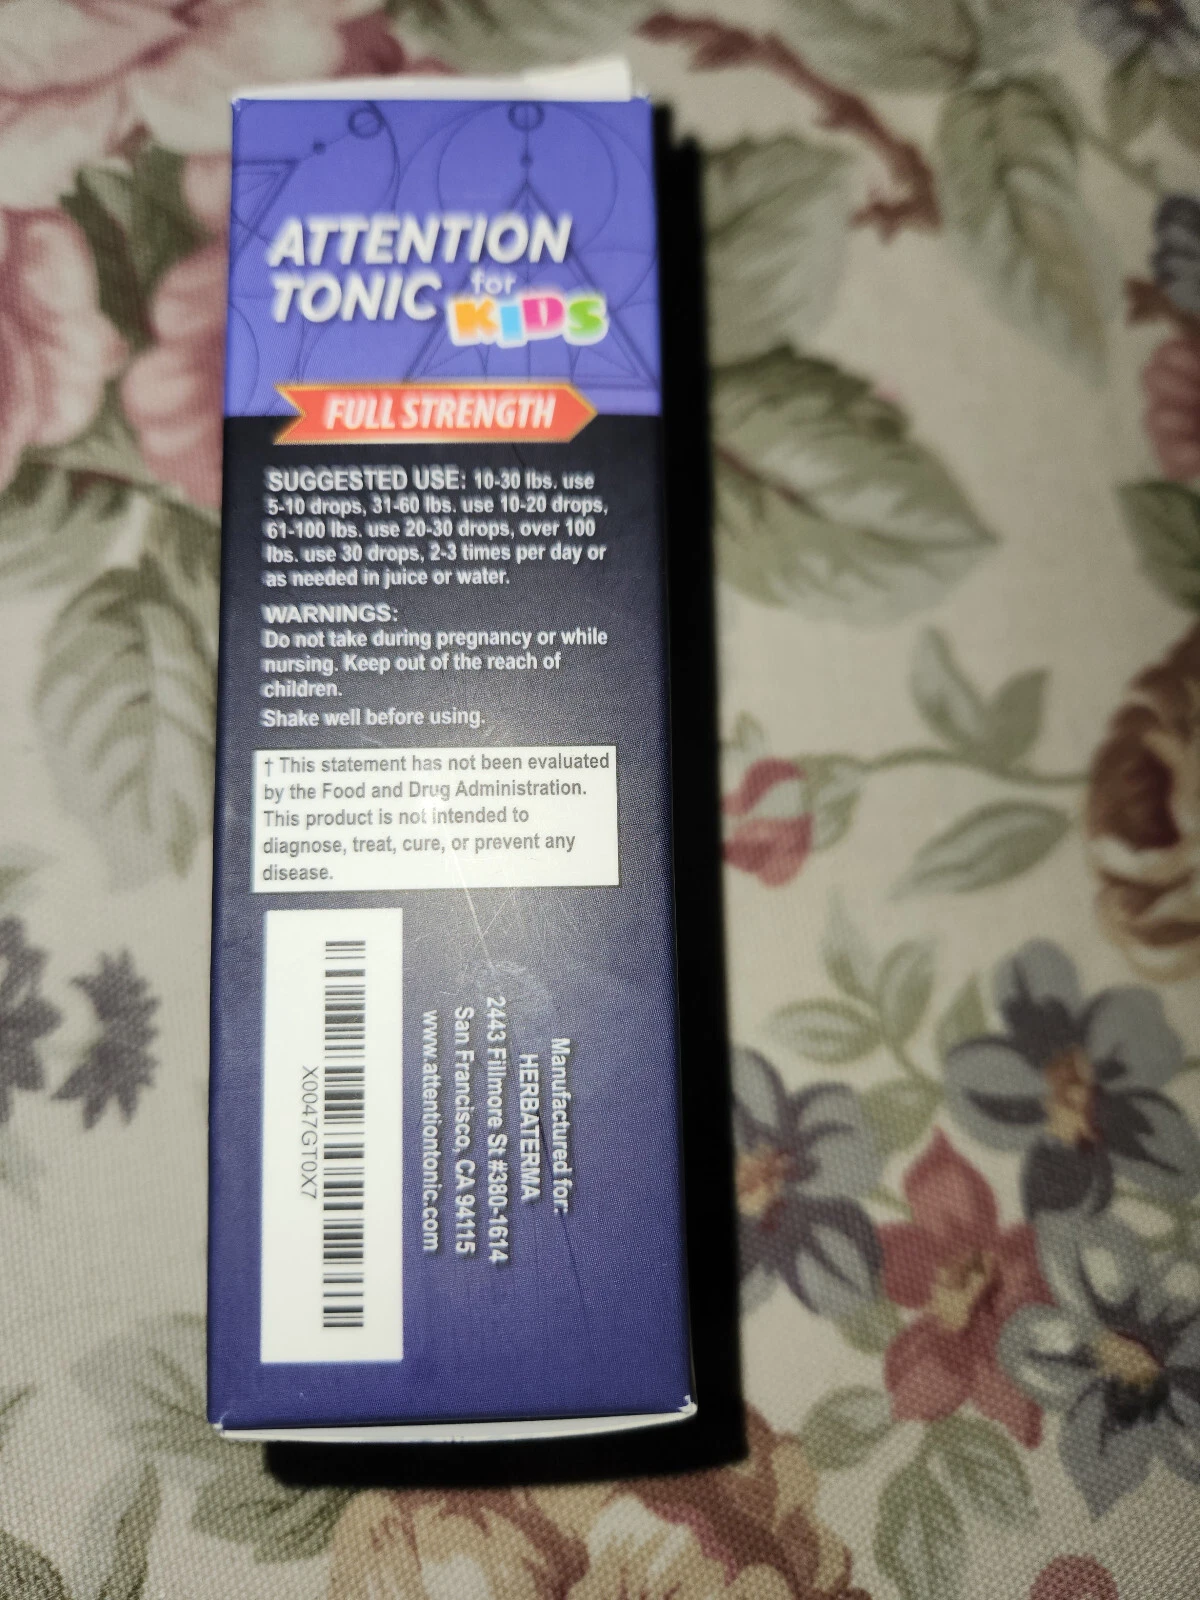 ATTENTION
TONIC for KiDS
FULL STRENGTH
SUGGESTED USE: 10-30 lbs. use
5-10 drops, 31-60 lbs. use 10-20 drops,
61-100 lbs. use 20-30 drops, over 100
lbs. use 30 drops, 2-3 times per day or
as needed in juice or water.
WARNINGS:
Do not take during pregnancy or while
nursing. Keep out of the reach of
children.
Shake well before using.
† This statement has not been evaluated
by the Food and Drug Administration.
This product is not intended to
diagnose, treat, cure, or prevent any
disease.
Manufactured for:
HERBATERMA
2443 Fillmore St #380-1614
San Francisco, CA 94115
www.attentiontonic.com
X0047GT0X7